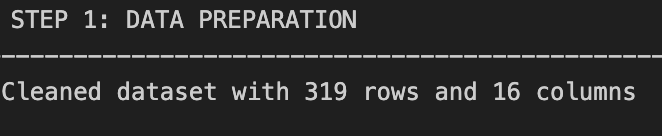 STEP 1: DATA PREPARATION
----------------------------------------------
Cleaned dataset with 319 rows and 16 columns